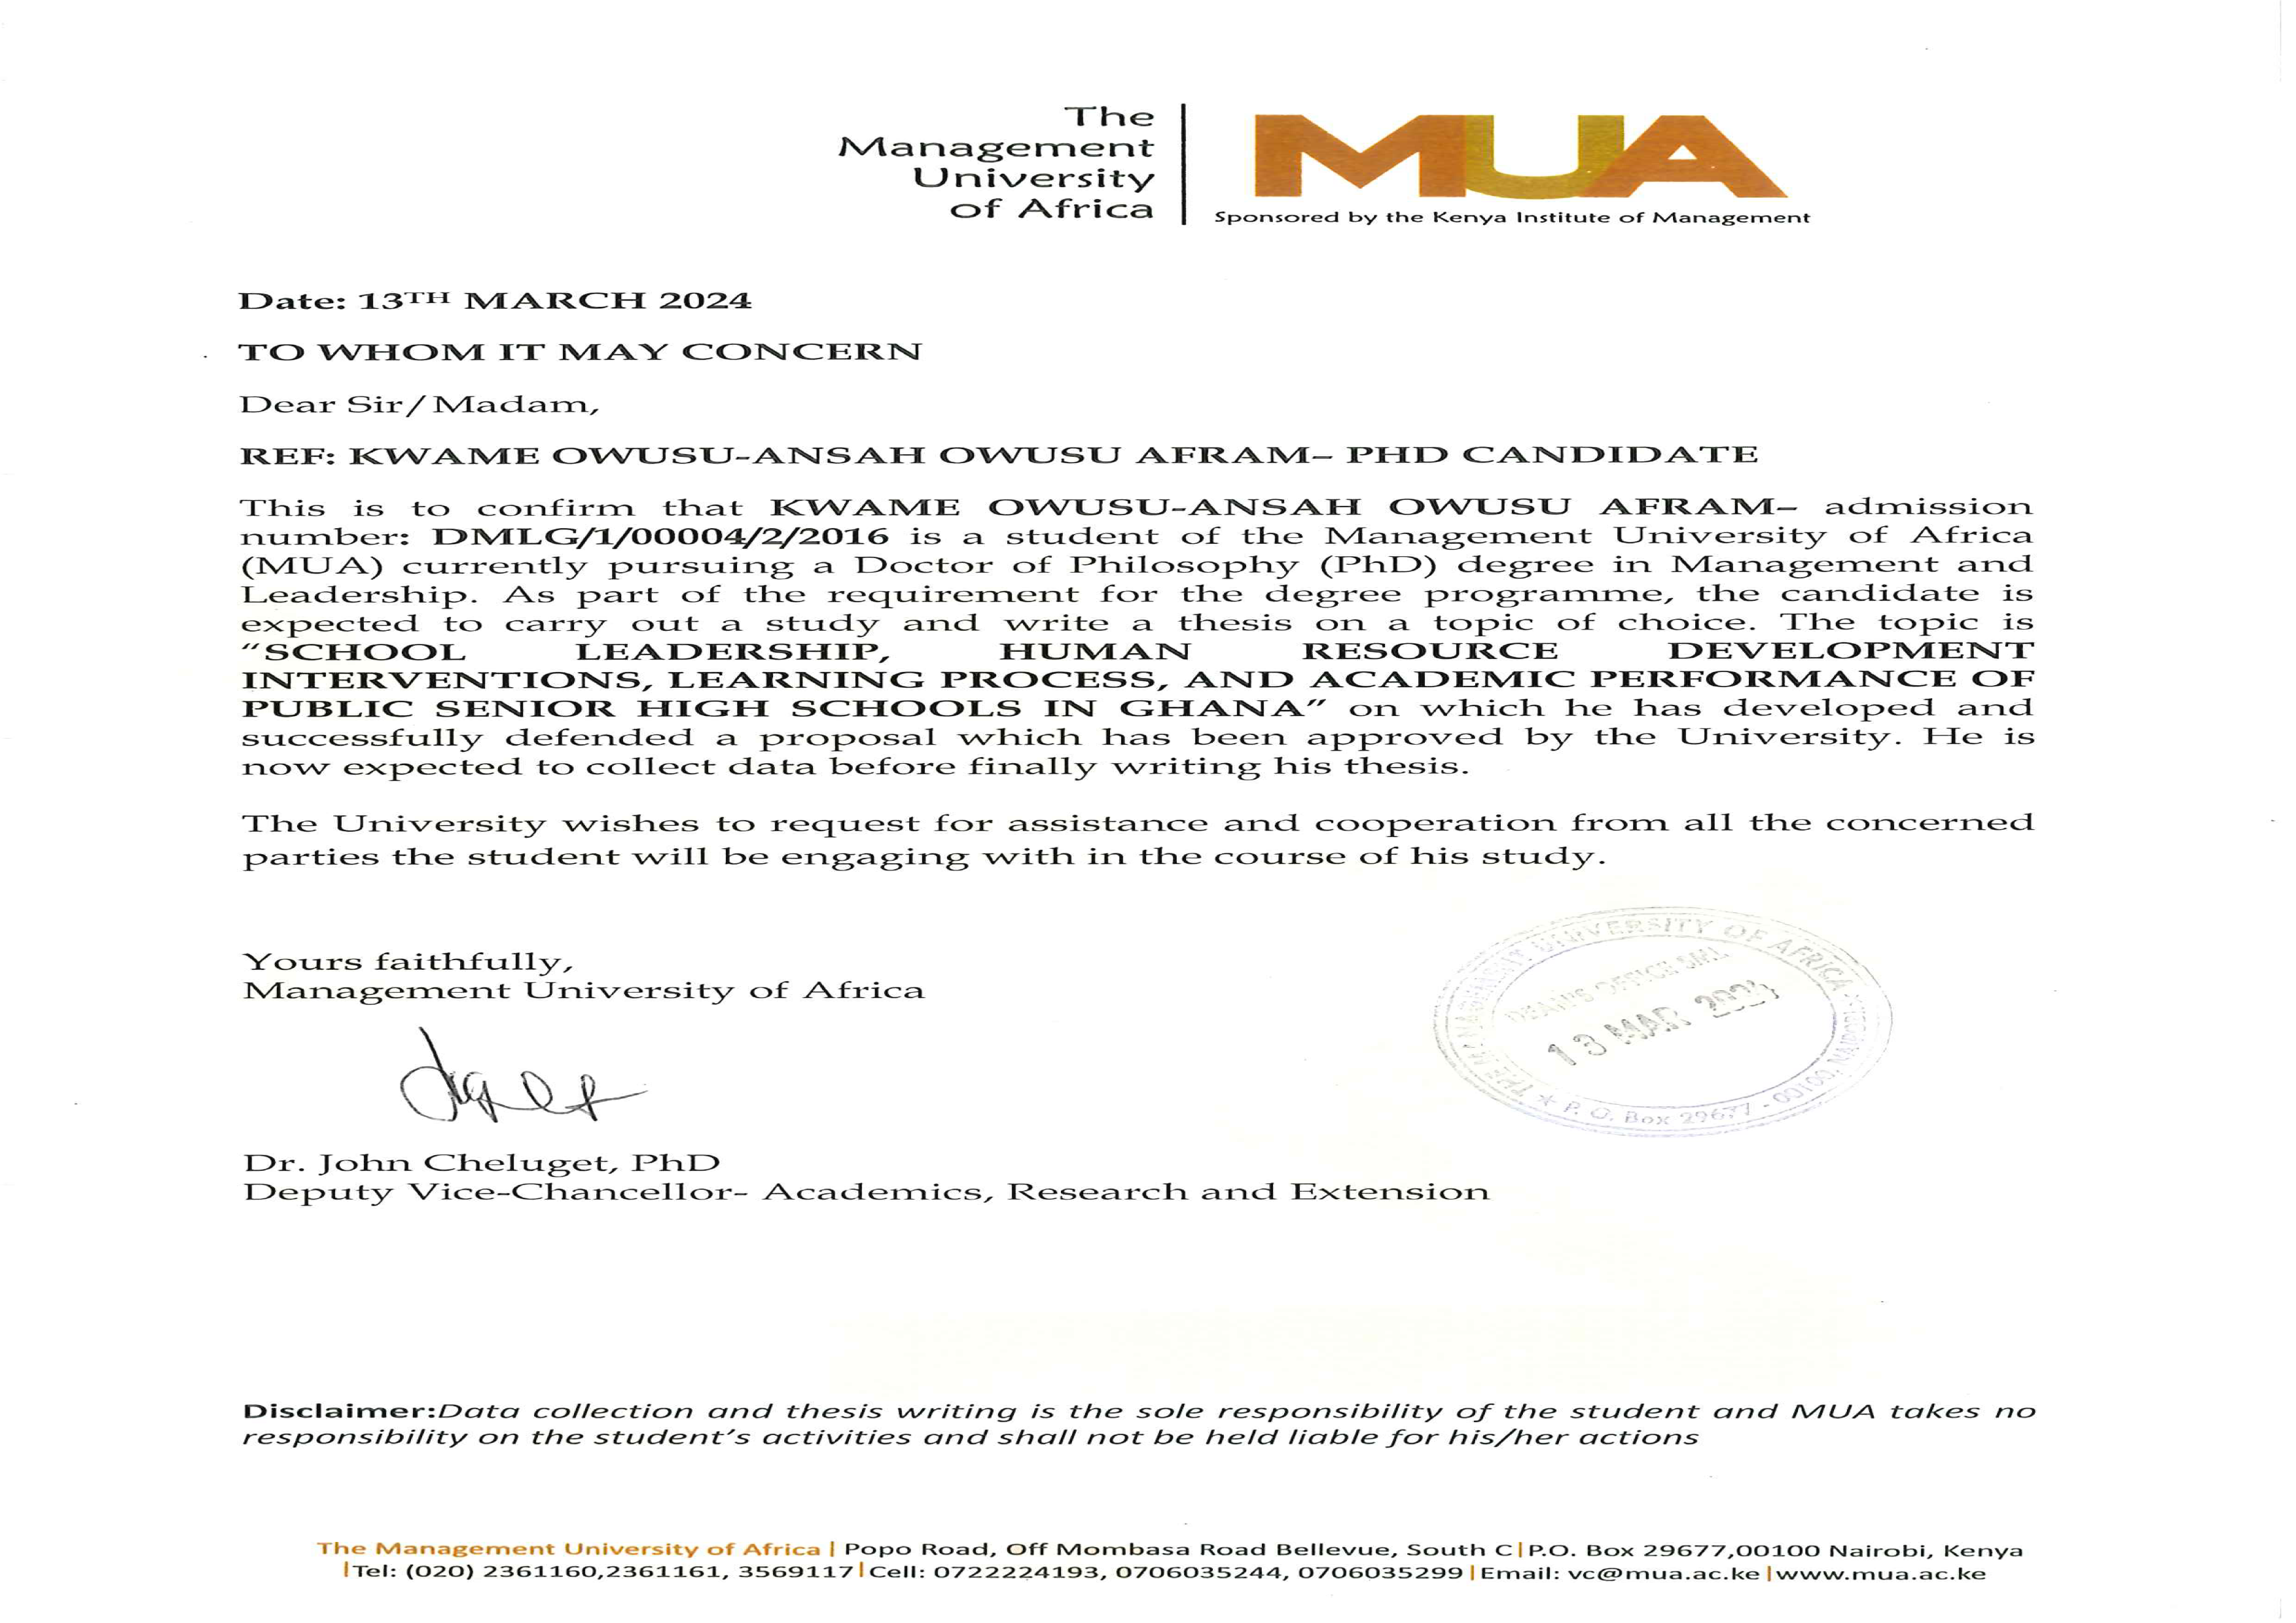 The
Management
University
of Africa
MUA
Sponsored by the Kenya Institute of Management
Date: 13TH MARCH 2024
TO WHOM IT MAY CONCERN
Dear Sir/Madam,
REF: KWAME OWUSU-ANSAH OWUSU AFRAM– PHD CANDIDATE
This is to confirm that KWAME OWUSU-ANSAH OWUSU AFRAM– admission
number: DMLG/1/00004/2/2016 is a student of the Management University of Africa
(MUA) currently pursuing a Doctor of Philosophy (PhD) degree in Management and
Leadership. As part of the requirement for the degree programme, the candidate is
expected to carry out a study and write a thesis on a topic of choice. The topic is
“SCHOOL LEADERSHIP, HUMAN RESOURCE DEVELOPMENT
INTERVENTIONS, LEARNING PROCESS, AND ACADEMIC PERFORMANCE OF
PUBLIC SENIOR HIGH SCHOOLS IN GHANA” on which he has developed and
successfully defended a proposal which has been approved by the University. He is
now expected to collect data before finally writing his thesis.
The University wishes to request for assistance and cooperation from all the concerned
parties the student will be engaging with in the course of his study.
Yours faithfully,
Management University of Africa
THE MANAGEMENT UNIVERSITY OF AFRICA
DEAN'S OFFICE SML
13 MAR 2024
* P. O. Box 29677 - 00100, NAIROBI
Dr. John Cheluget, PhD
Deputy Vice-Chancellor- Academics, Research and Extension
Disclaimer:Data collection and thesis writing is the sole responsibility of the student and MUA takes no
responsibility on the student’s activities and shall not be held liable for his/her actions
The Management University of Africa | Popo Road, Off Mombasa Road Bellevue, South C|P.O. Box 29677,00100 Nairobi, Kenya
|Tel: (020) 2361160,2361161, 3569117|Cell: 0722224193, 0706035244, 0706035299|Email: vc@mua.ac.ke|www.mua.ac.ke